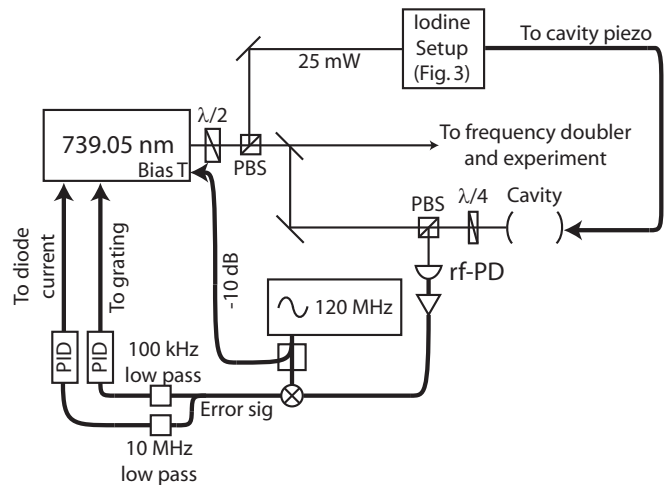 Iodine
Setup
(Fig. 3)
To cavity piezo
25 mW
λ/2
739.05 nm
Bias T
PBS
To frequency doubler
and experiment
PBS
λ/4
Cavity
rf-PD
To diode
current
To grating
-10 dB
120 MHz
PID
PID
100 kHz
low pass
Error sig
10 MHz
low pass